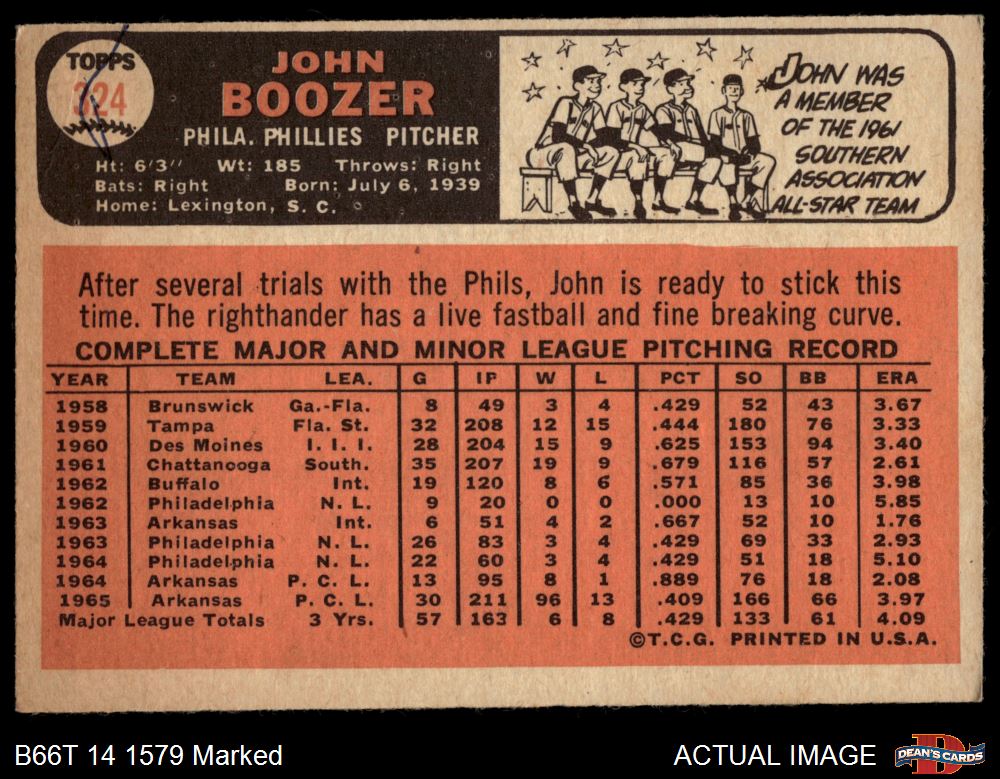 TOPPS
324
JOHN
BOOZER
PHILA. PHILLIES PITCHER
Ht: 6'3" Wt: 185 Throws: Right
Bats: Right Born: July 6, 1939
Home: Lexington, S. C.
JOHN WAS
A MEMBER
OF THE 1961
SOUTHERN
ASSOCIATION
ALL-STAR TEAM
After several trials with the Phils, John is ready to stick this
time. The righthander has a live fastball and fine breaking curve.
COMPLETE MAJOR AND MINOR LEAGUE PITCHING RECORD
YEAR TEAM LEA. G IP W L PCT SO BB ERA
1958 Brunswick Ga.-Fla. 8 49 3 4 .429 52 43 3.67
1959 Tampa Fla. St. 32 208 12 15 .444 180 76 3.33
1960 Des Moines I. I. I. 28 204 15 9 .625 153 94 3.40
1961 Chattanooga South. 35 207 19 9 .679 116 57 2.61
1962 Buffalo Int. 19 120 8 6 .571 85 36 3.98
1962 Philadelphia N. L. 9 20 0 0 .000 13 10 5.85
1963 Arkansas Int. 6 51 4 2 .667 52 10 1.76
1963 Philadelphia N. L. 26 83 3 4 .429 69 33 2.93
1964 Philadelphia N. L. 22 60 3 4 .429 51 18 5.10
1964 Arkansas P. C. L. 13 95 8 1 .889 76 18 2.08
1965 Arkansas P. C. L. 30 211 96 13 .409 166 66 3.97
Major League Totals 3 Yrs. 57 163 6 8 .429 133 61 4.09
©T.C.G. PRINTED IN U.S.A.
B66T 14 1579 Marked
ACTUAL IMAGE
DEAN'S CARDS